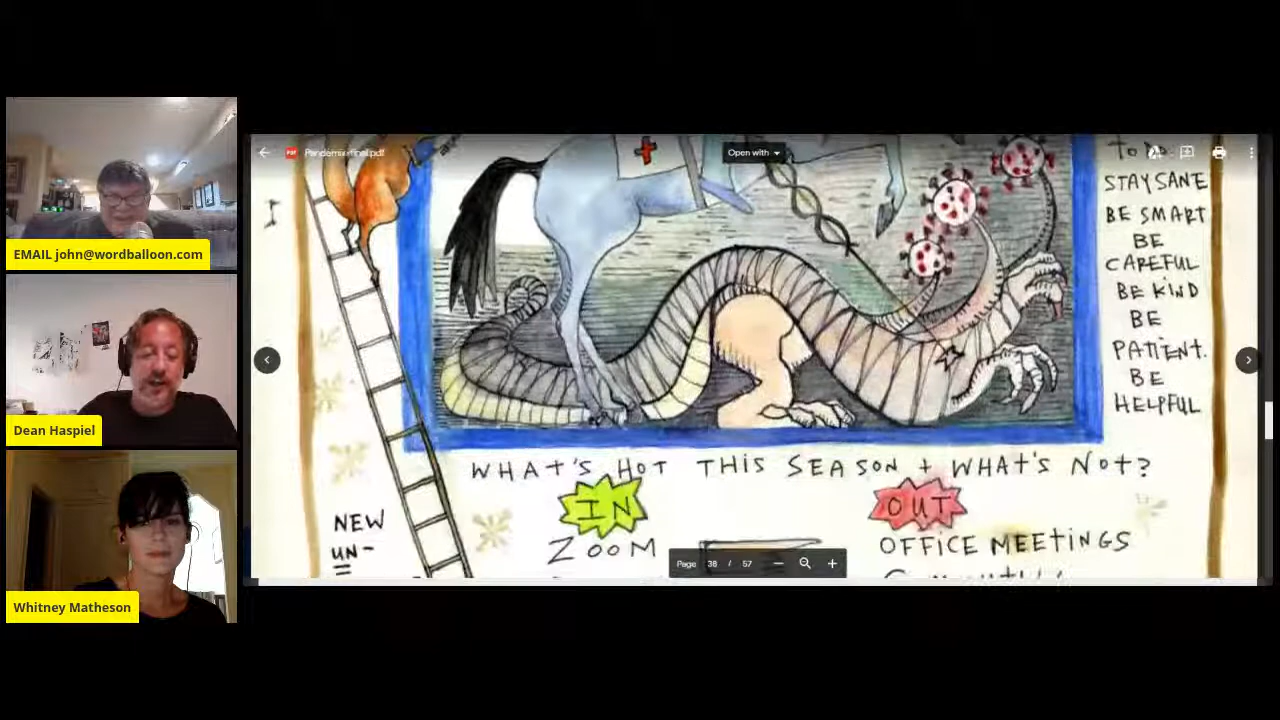 EMAIL john@wordballoon.com
Dean Haspiel
Whitney Matheson
Open with
TO DO
STAY SANE
BE SMART
BE
CAREFUL
BE KIND
BE
PATIENT.
BE
HELPFUL
WHAT'S HOT THIS SEASON + WHAT'S NOT?
IN
OUT
NEW
UN-
ZOOM
OFFICE MEETINGS
Page 38 / 57